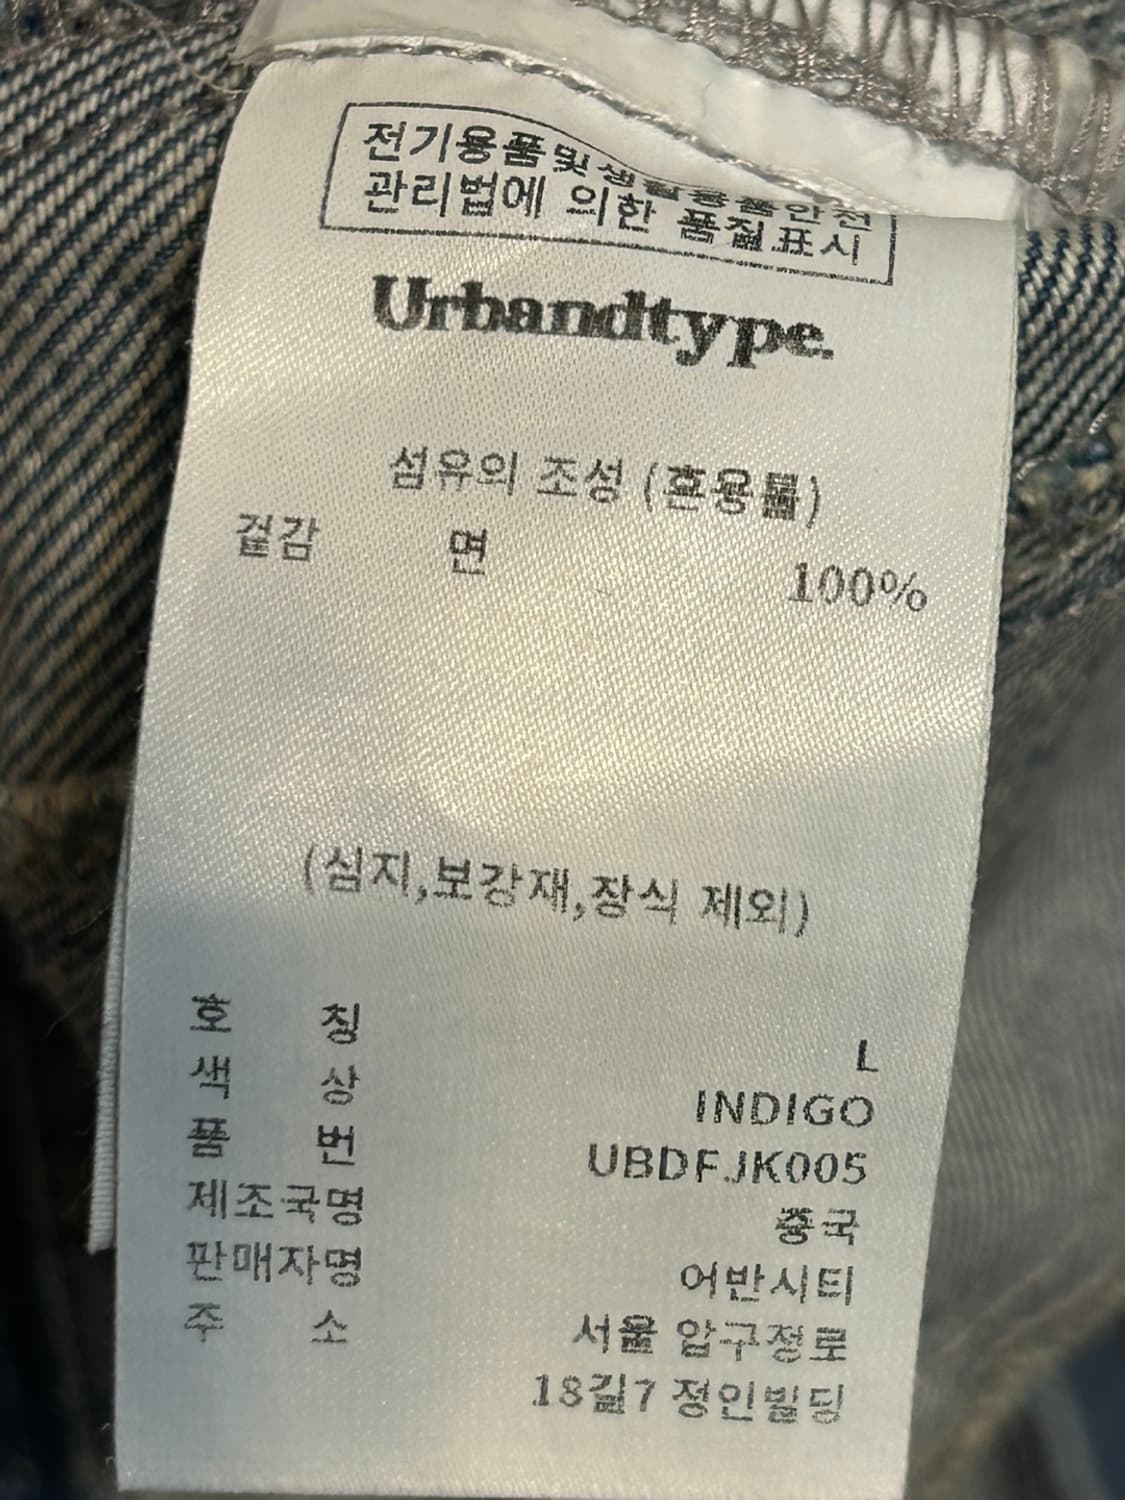 전기용품 및 생활용품안전
관리법에 의한 품질표시
Urbandtype.
섬유의 조성 (혼용률)
겉감 면 100%
(심지,보강재,장식 제외)
호 칭 L
색 상 INDIGO
품 번 UBDFJK005
제조국명 중국
판매자명 어반시티
주 소 서울 압구정로
18길7 정인빌딩